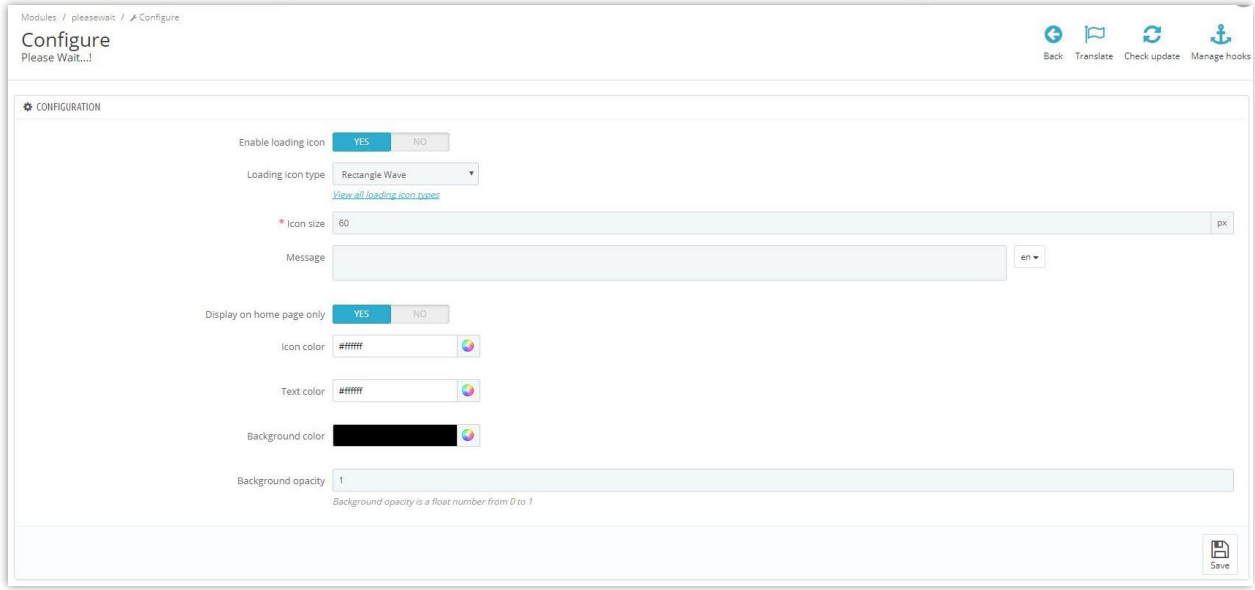 Modules / pleasewait / Configure
Configure
Please Wait...!
Back Translate Check update Manage hooks
CONFIGURATION
Enable loading icon YES NO
Loading icon type Rectangle Wave
View all loading icon types
* Icon size 60 px
Message en
Display on home page only YES NO
Icon color #ffffff
Text color #ffffff
Background color
Background opacity 1
Background opacity is a float number from 0 to 1
Save